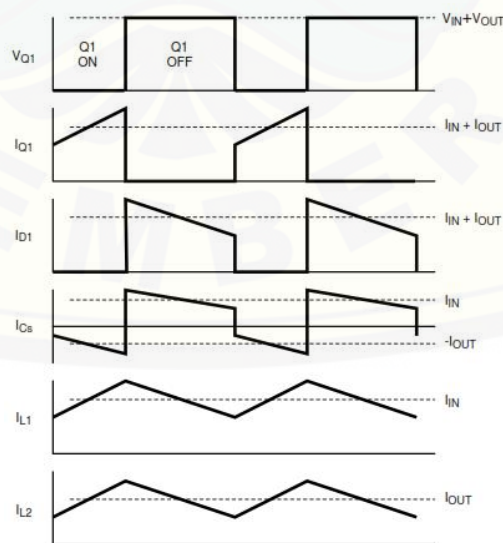 VQ1
Q1
ON
Q1
OFF
VIN+VOUT
IQ1
IIN + IOUT
ID1
IIN + IOUT
ICs
IIN
-IOUT
IL1
IIN
IL2
IOUT
EMBER